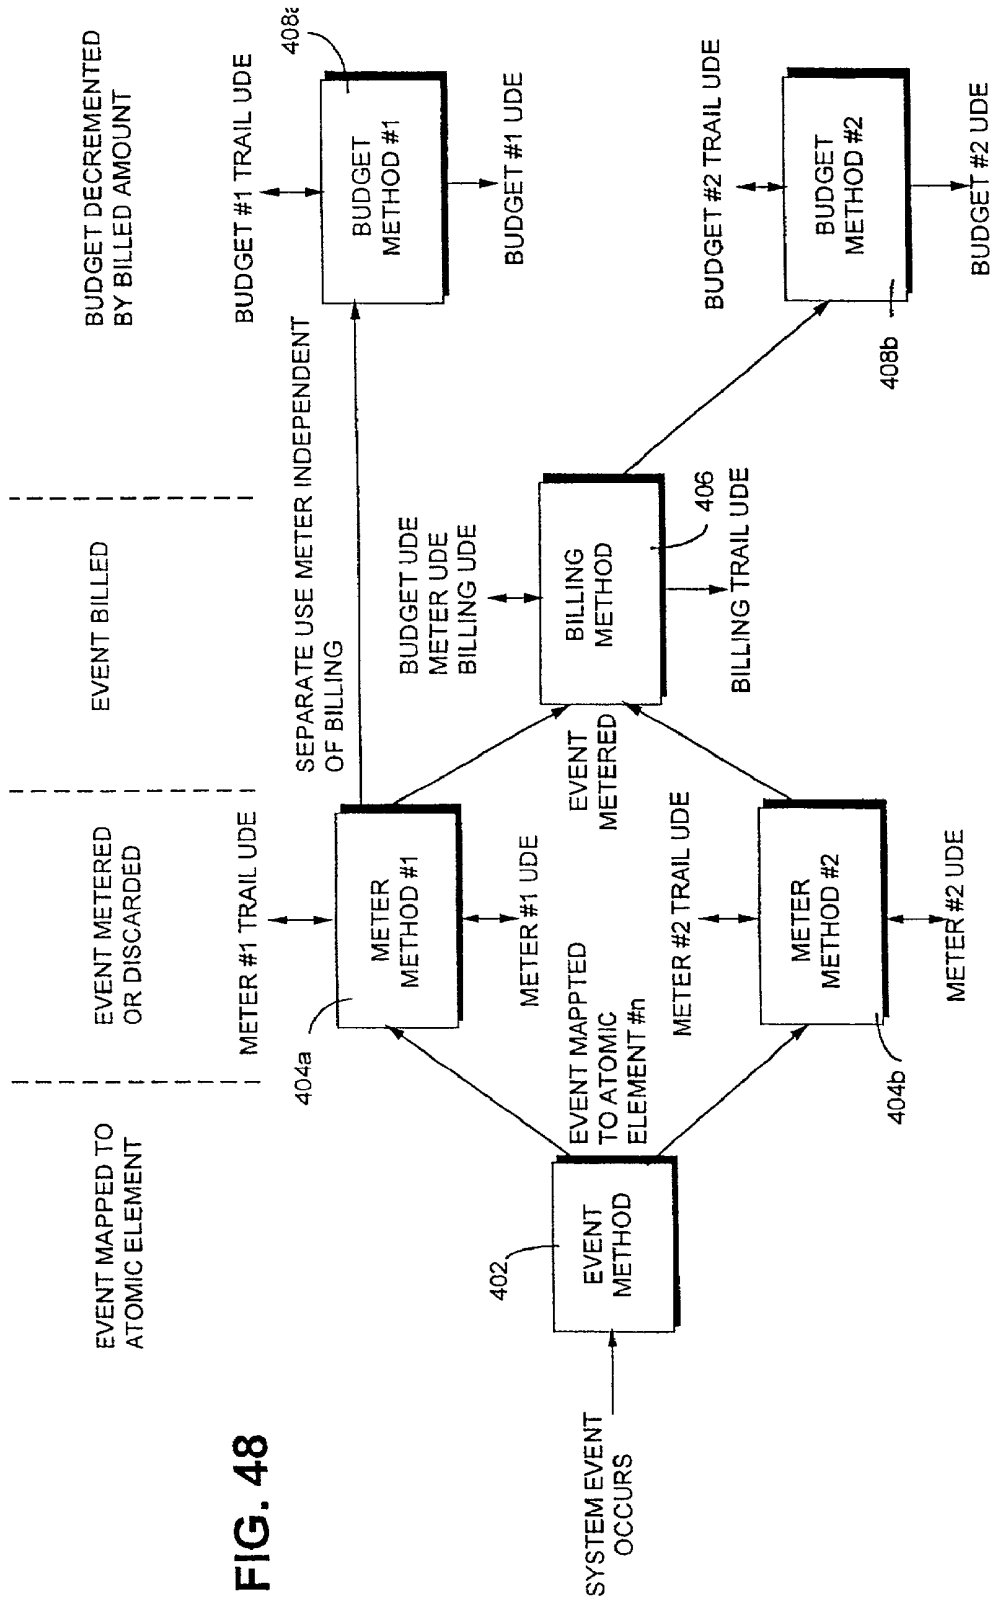 FIG. 48
EVENT MAPPED TO
ATOMIC ELEMENT
EVENT METERED
OR DISCARDED
EVENT BILLED
BUDGET DECREMENTED
BY BILLED AMOUNT
SYSTEM EVENT
OCCURS
402
EVENT
METHOD
EVENT MAPPTED
TO ATOMIC
ELEMENT #n
METER #1 TRAIL UDE
404a
METER
METHOD #1
METER #1 UDE
METER #2 TRAIL UDE
METER
METHOD #2
404b
METER #2 UDE
SEPARATE USE METER INDEPENDENT
OF BILLING
EVENT
METERED
BUDGET UDE
METER UDE
BILLING UDE
BILLING
METHOD
406
BILLING TRAIL UDE
BUDGET #1 TRAIL UDE
408a
BUDGET
METHOD #1
BUDGET #1 UDE
BUDGET #2 TRAIL UDE
BUDGET
METHOD #2
408b
BUDGET #2 UDE